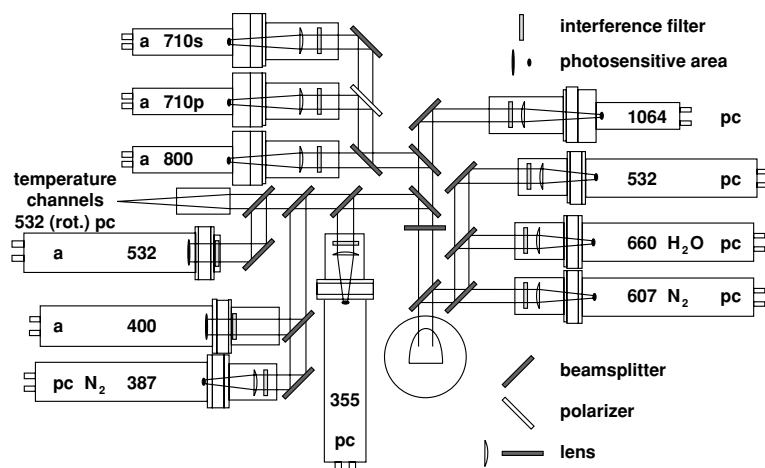 a 710s
interference filter
photosensitive area
a 710p
1064 pc
a 800
532 pc
temperature
channels
532 (rot.) pc
660 H₂O pc
a 532
607 N₂ pc
a 400
beamsplitter
pc N₂ 387
355
pc
polarizer
lens